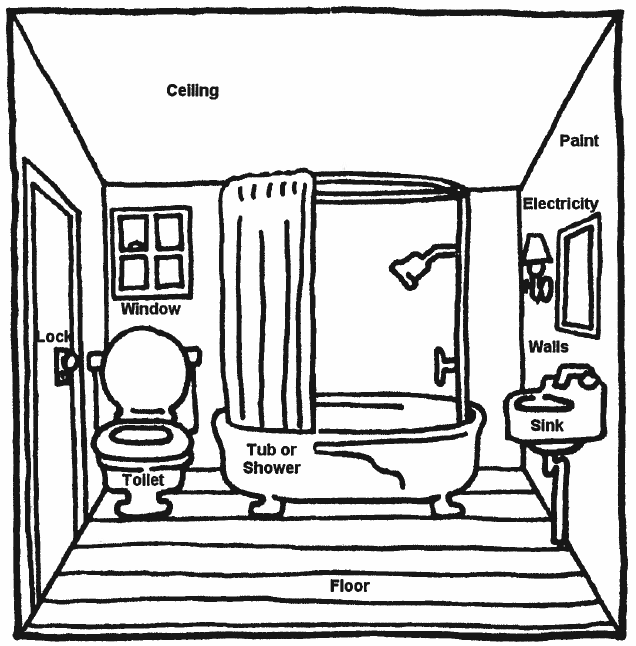 Ceiling
Paint
Electricity
Window
Lock
Walls
Sink
Tub or
Shower
Toilet
Floor